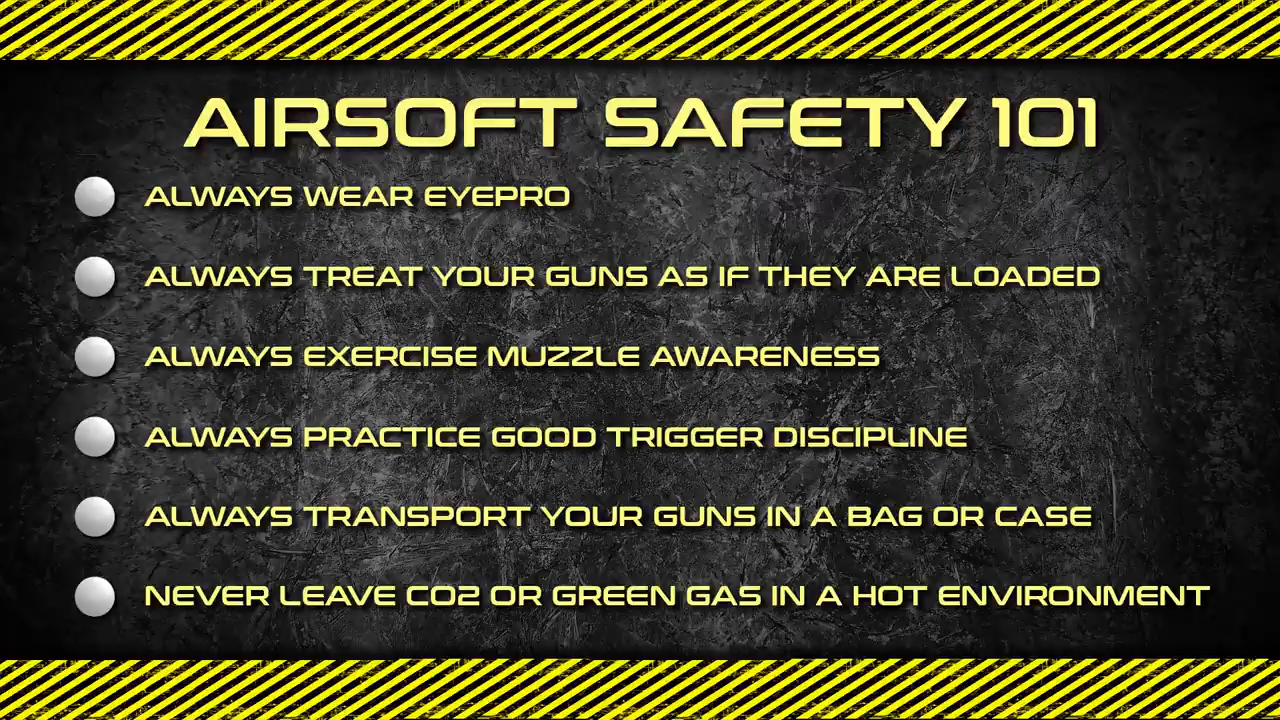 AIRSOFT SAFETY 101
ALWAYS WEAR EYEPRO
ALWAYS TREAT YOUR GUNS AS IF THEY ARE LOADED
ALWAYS EXERCISE MUZZLE AWARENESS
ALWAYS PRACTICE GOOD TRIGGER DISCIPLINE
ALWAYS TRANSPORT YOUR GUNS IN A BAG OR CASE
NEVER LEAVE CO2 OR GREEN GAS IN A HOT ENVIRONMENT